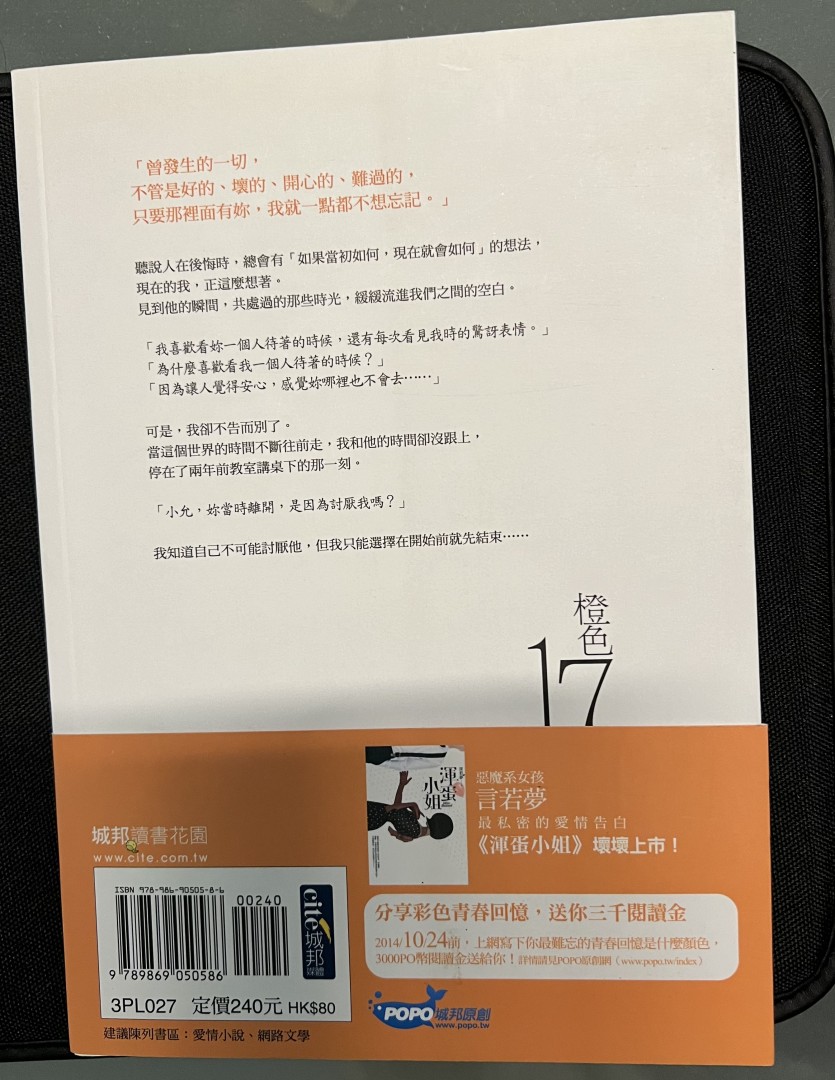 「曾發生的一切，
不管是好的、壞的、開心的、難過的，
只要那裡面有妳，我就一點都不想忘記。」
聽說人在後悔時，總會有「如果當初如何，現在就會如何」的想法，
現在的我，正這麼想著。
見到他的瞬間，共處過的那些時光，緩緩流進我們之間的空白。
「我喜歡看妳一個人待著的時候，還有每次看見我時的驚訝表情。」
「為什麼喜歡看我一個人待著的時候？」
「因為讓人覺得安心，感覺妳哪裡也不會去……」
可是，我卻不告而別了。
當這個世界的時間不斷往前走，我和他的時間卻沒跟上，
停在了兩年前教室講桌下的那一刻。
「小允，妳當時離開，是因為討厭我嗎？」
我知道自己不可能討厭他，但我只能選擇在開始前就先結束……
橙色
17
渾蛋
小姐
惡魔系女孩
言若夢
最私密的愛情告白
《渾蛋小姐》壞壞上市！
城邦讀書花園
www.cite.com.tw
ISBN 978-986-90505-8-6
00240
9 789869 050586
cité城邦
3PL027 定價240元 HK$80
建議陳列書區：愛情小說、網路文學
分享彩色青春回憶，送你三千閱讀金
2014/10/24前，上網寫下你最難忘的青春回憶是什麼顏色，
3000PO幣閱讀金送給你！詳情請見POPO原創網（www.popo.tw/index）
POPO城邦原創
www.popo.tw